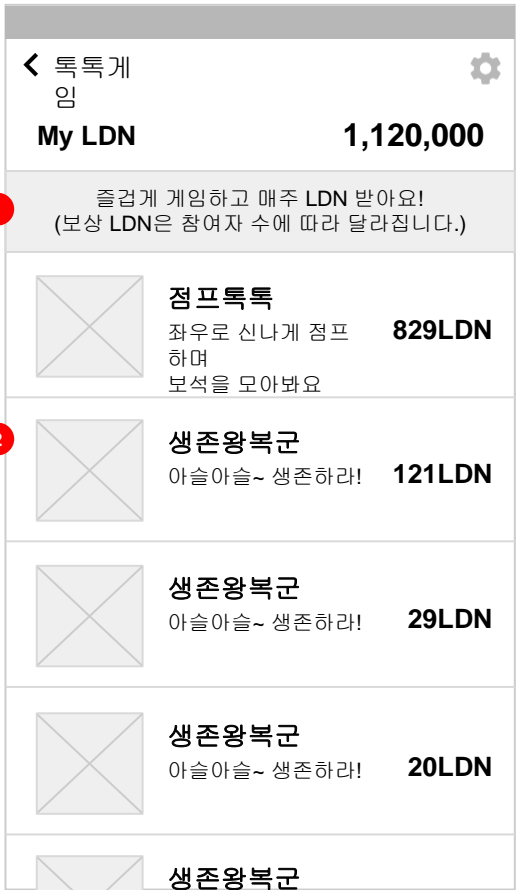 톡톡게
임
My LDN 1,120,000
즐겁게 게임하고 매주 LDN 받아요!
(보상 LDN은 참여자 수에 따라 달라집니다.)
점프톡톡
좌우로 신나게 점프
하며
보석을 모아봐요
829LDN
2
생존왕복군
아슬아슬~ 생존하라!
121LDN
생존왕복군
아슬아슬~ 생존하라!
29LDN
생존왕복군
아슬아슬~ 생존하라!
20LDN
생존왕복군